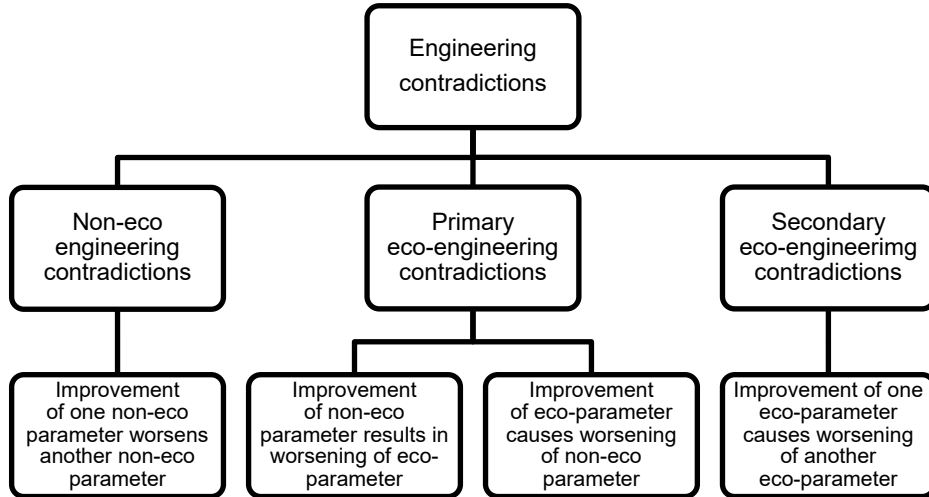 Engineering
contradictions
Non-eco
engineering
contradictions
Primary
eco-engineering
contradictions
Secondary
eco-engineerimg
contradictions
Improvement
of one non-eco
parameter worsens
another non-eco
parameter
Improvement
of non-eco
parameter results in
worsening of eco-
parameter
Improvement
of eco-parameter
causes worsening
of non-eco
parameter
Improvement of one
eco-parameter
causes worsening
of another
eco-parameter